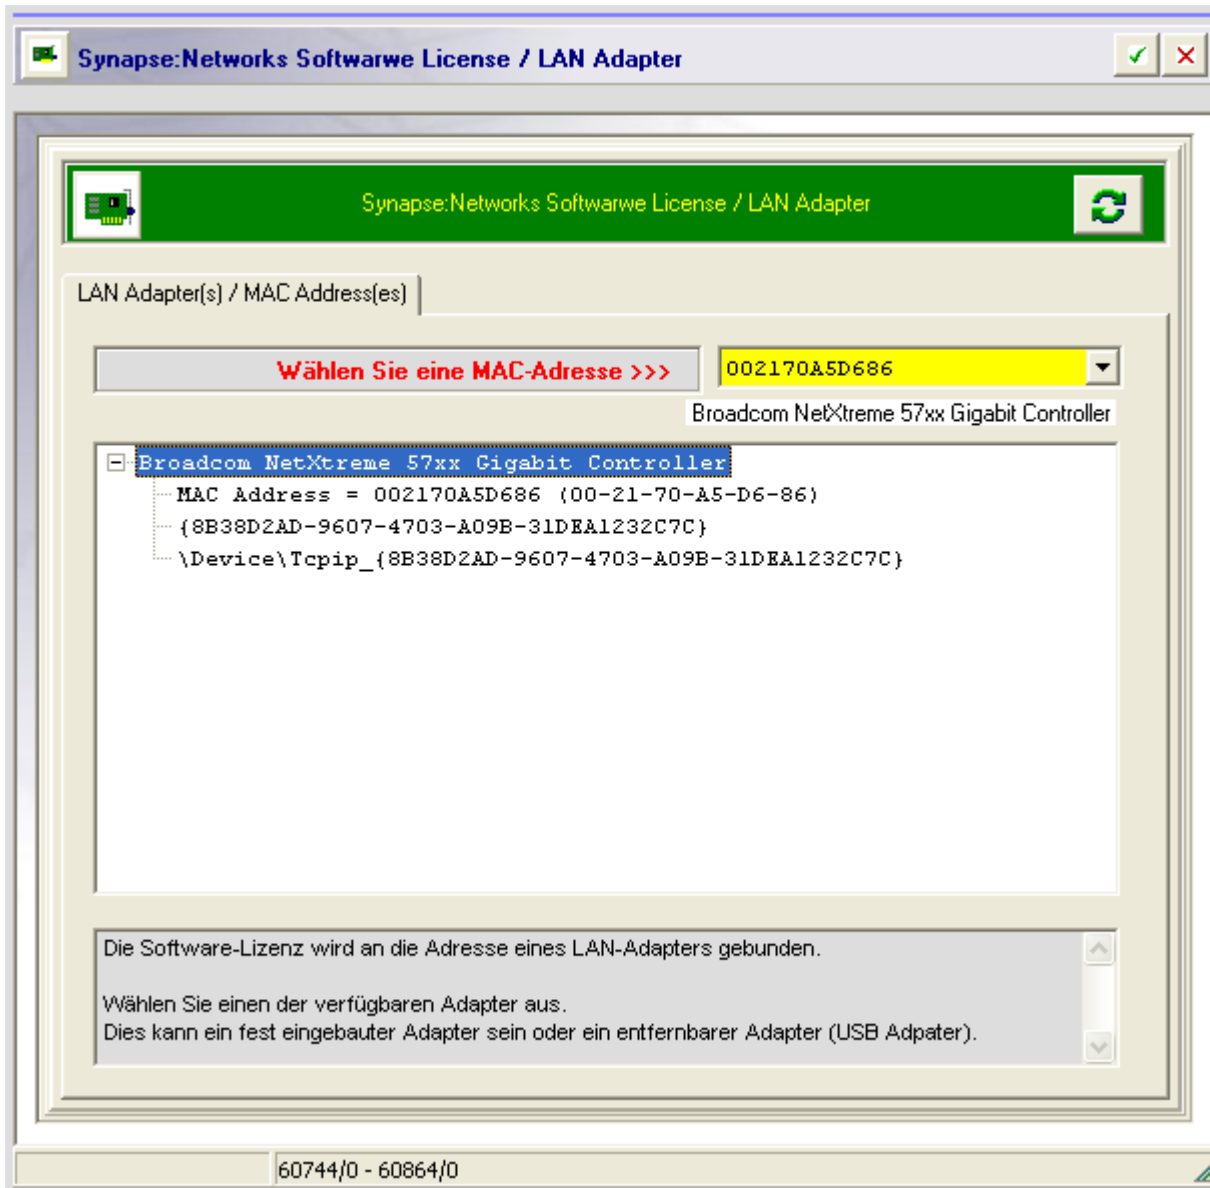 Synapse:Networks Softwarwe License / LAN Adapter
Synapse:Networks Softwarwe License / LAN Adapter
LAN Adapter(s) / MAC Address(es)
Wählen Sie eine MAC-Adresse >>>
002170A5D686
Broadcom NetXtreme 57xx Gigabit Controller
Broadcom NetXtreme 57xx Gigabit Controller
MAC Address = 002170A5D686 (00-21-70-A5-D6-86)
{8B38D2AD-9607-4703-A09B-31DEA1232C7C}
\Device\Tcpip_{8B38D2AD-9607-4703-A09B-31DEA1232C7C}
Die Software-Lizenz wird an die Adresse eines LAN-Adapters gebunden.
Wählen Sie einen der verfügbaren Adapter aus.
Dies kann ein fest eingebauter Adapter sein oder ein entfernbarer Adapter (USB Adpater).
60744/0 - 60864/0